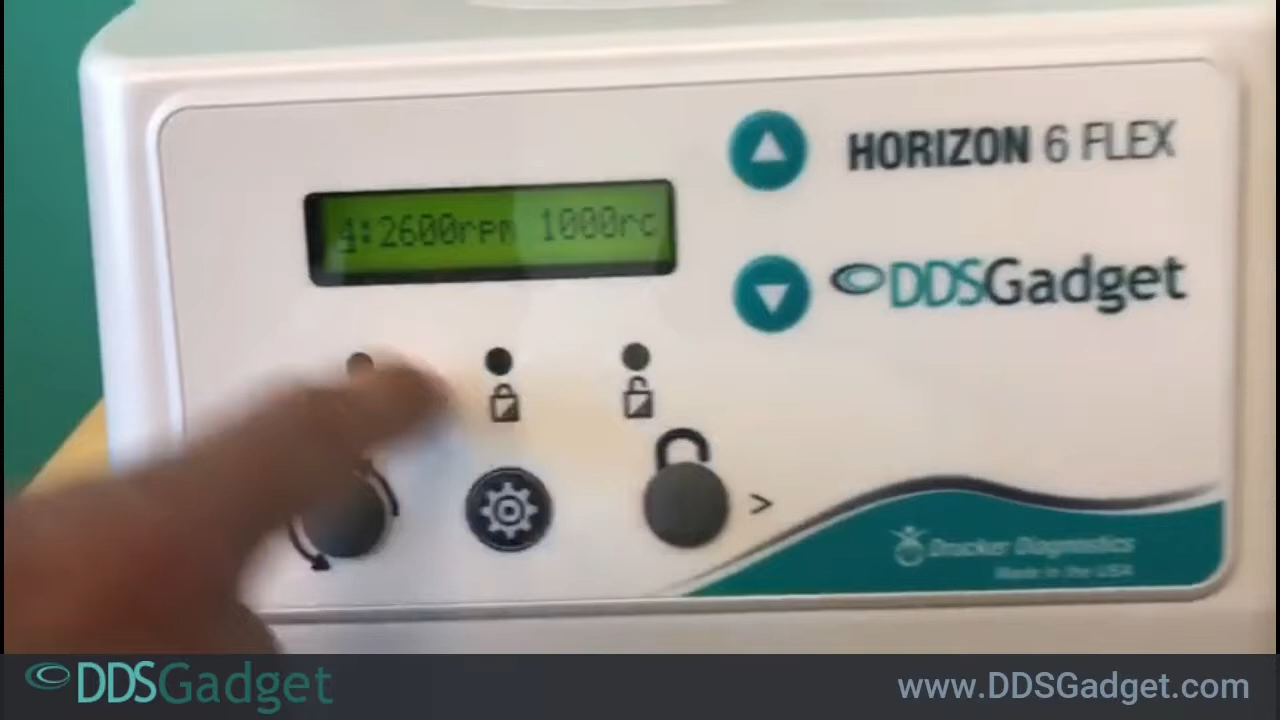 HORIZON 6 FLEX
4:2600rpm 1000rc
DDSGadget
>
Drucker Diagnostics
Made in the USA
DDSGadget
www.DDSGadget.com